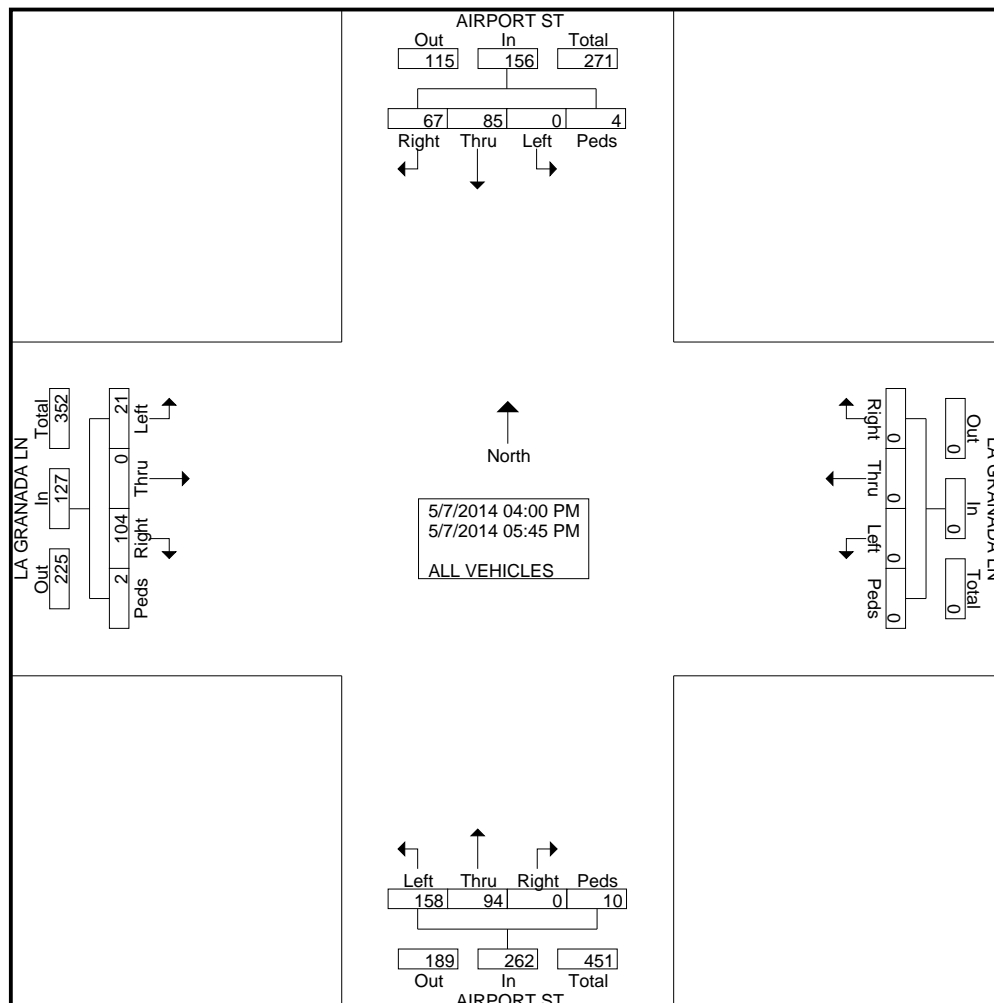 AIRPORT ST
Out In Total
115 156 271
67 85 0 4
Right Thru Left Peds
LA GRANADA LN
Total In Out
352 127 225
21 0 104 2
Left Thru Right Peds
North
5/7/2014 04:00 PM
5/7/2014 05:45 PM
ALL VEHICLES
Right Thru Left Peds
0 0 0 0
Out In Total
0 0 0
LA GRANADA LN
Left Thru Right Peds
158 94 0 10
189 262 451
Out In Total
AIRPORT ST